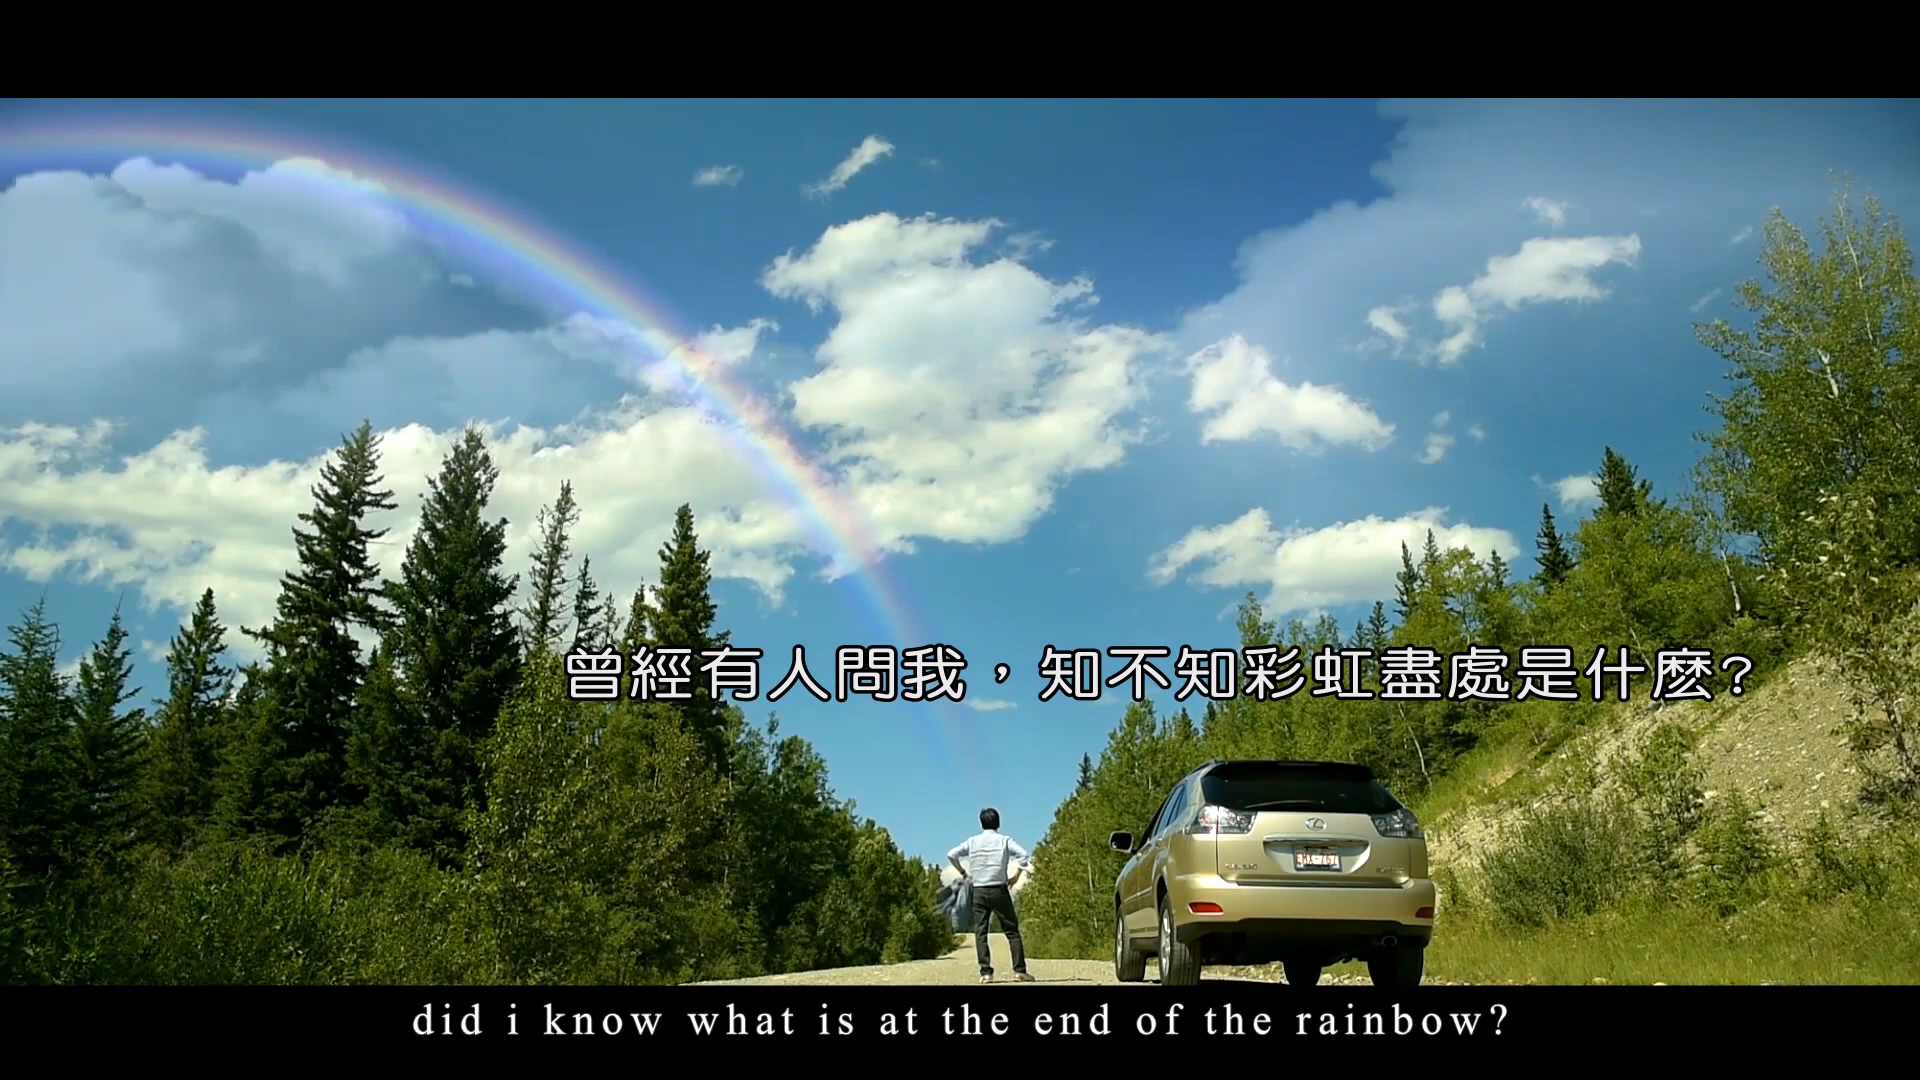 曾經有人問我，知不知彩虹盡處是什麽?
did i know what is at the end of the rainbow?